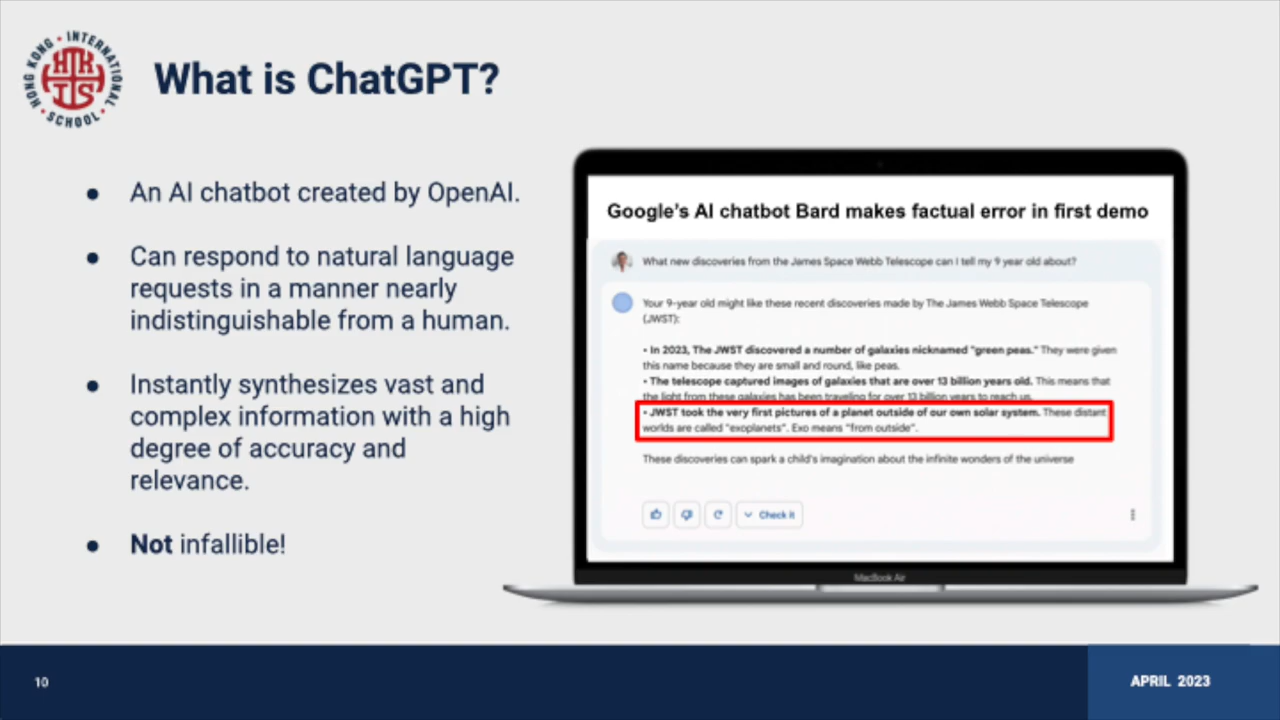 HONG KONG · INTERNATIONAL · SCHOOL
HKIS
What is ChatGPT?
● An AI chatbot created by OpenAI.
● Can respond to natural language
requests in a manner nearly
indistinguishable from a human.
● Instantly synthesizes vast and
complex information with a high
degree of accuracy and
relevance.
● Not infallible!
Google's AI chatbot Bard makes factual error in first demo
What new discoveries from the James Space Webb Telescope can I tell my 9 year old about?
Your 9-year old might like these recent discoveries made by The James Webb Space Telescope
(JWST):
• In 2023, The JWST discovered a number of galaxies nicknamed "green peas." They were given
this name because they are small and round, like peas.
• The telescope captured images of galaxies that are over 13 billion years old. This means that
the light from these galaxies has been traveling for over 13 billion years to reach us.
• JWST took the very first pictures of a planet outside of our own solar system. These distant
worlds are called "exoplanets". Exo means "from outside".
These discoveries can spark a child's imagination about the infinite wonders of the universe
Check it
MacBook Air
10
APRIL 2023